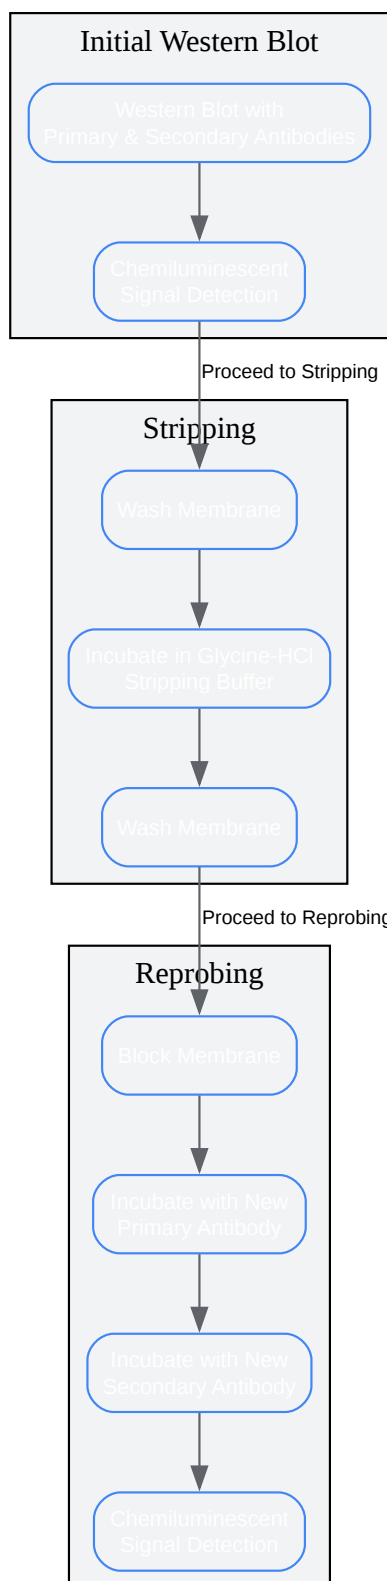 Initial Western Blot
Western Blot with
Primary & Secondary Antibodies
Chemiluminescent
Signal Detection
Proceed to Stripping
Stripping
Wash Membrane
Incubate in Glycine-HCl
Stripping Buffer
Wash Membrane
Proceed to Reprobing
Reprobing
Block Membrane
Incubate with New
Primary Antibody
Incubate with New
Secondary Antibody
Chemiluminescent
Signal Detection